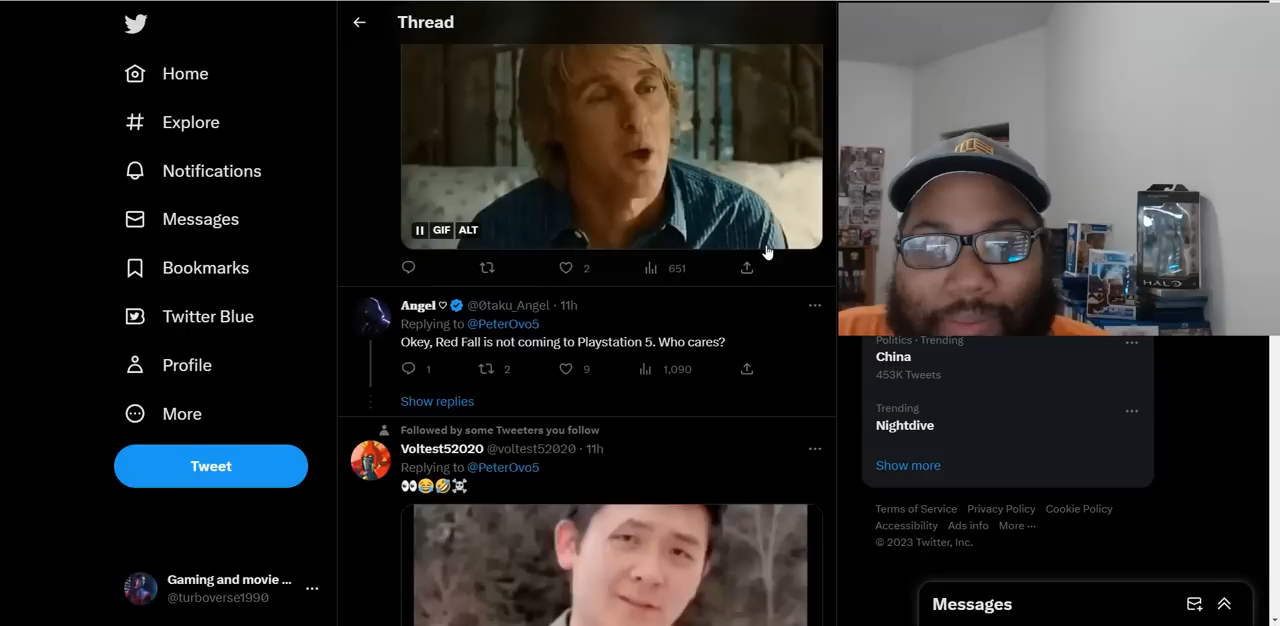 Thread
Home
Explore
Notifications
Messages
Bookmarks
Twitter Blue
Profile
More
Tweet
Gaming and movie ...
@turboverse1990
GIF ALT
2 651
Angel ♡ @0taku_Angel · 11h
Replying to @PeterOvo5
Okey, Red Fall is not coming to Playstation 5. Who cares?
1 2 9 1,090
Show replies
Followed by some Tweeters you follow
Voltest52020 @voltest52020 · 11h
Replying to @PeterOvo5
👀😂🤣☠️
HALO
Politics · Trending
China
453K Tweets
Trending
Nightdive
Show more
Terms of Service Privacy Policy Cookie Policy
Accessibility Ads info More ···
© 2023 Twitter, Inc.
Messages